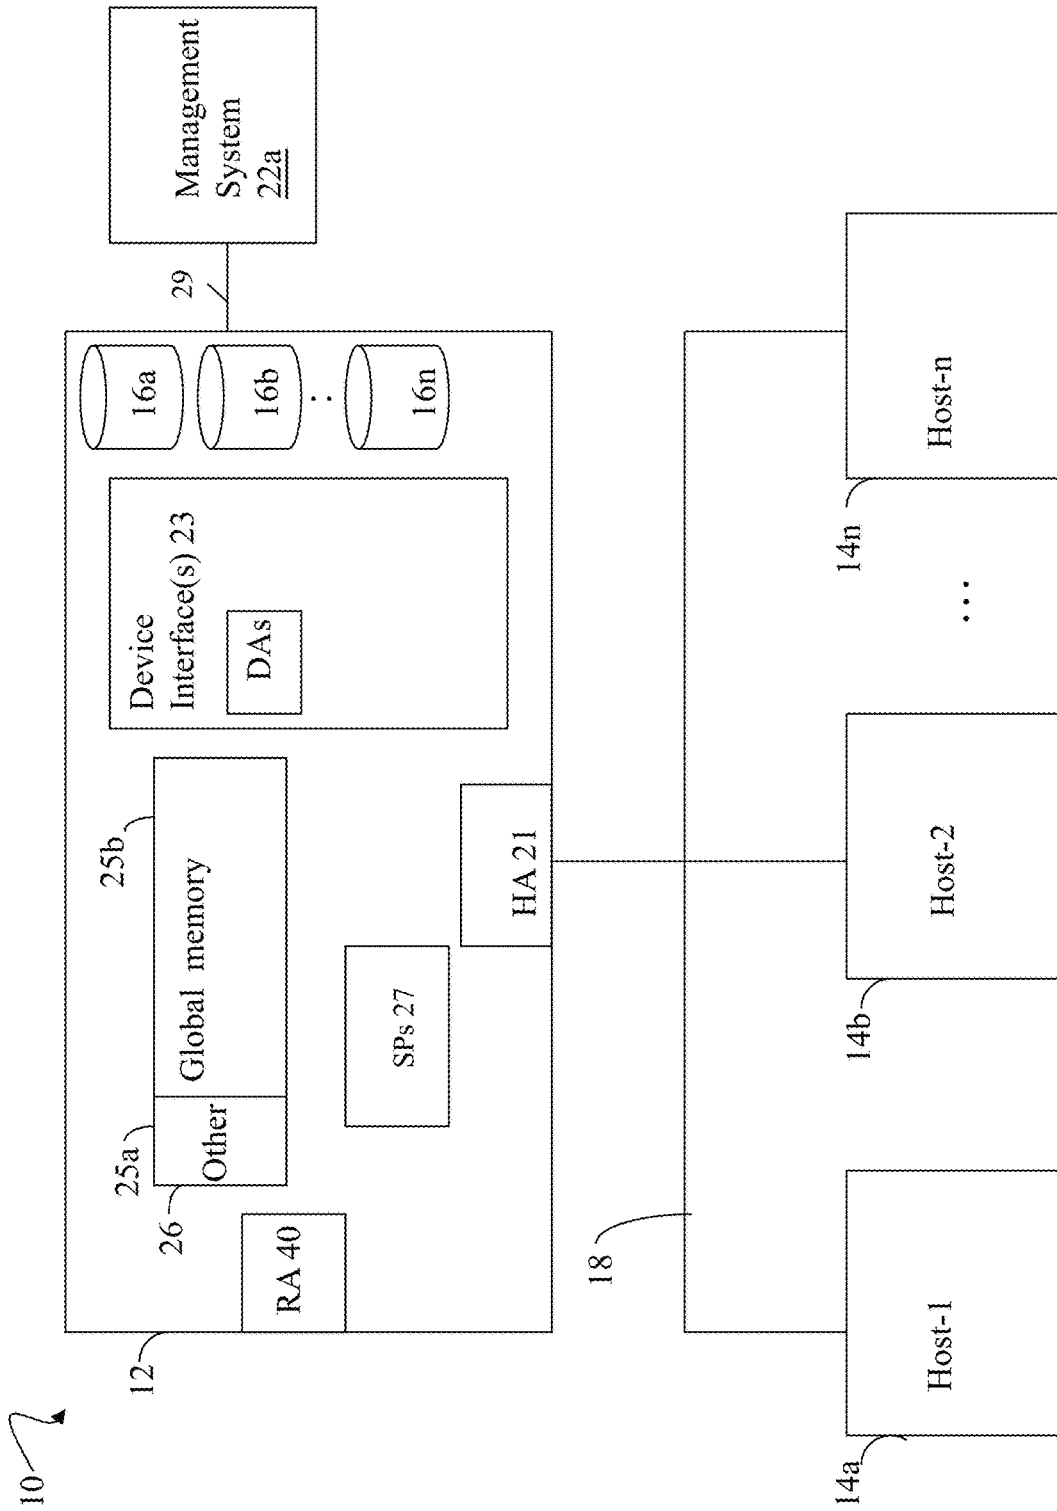 10
12
RA 40
26
25a
25b
Other
Global memory
SPs 27
HA 21
Device
Interface(s) 23
DAs
16a
16b
16n
29
Management
System
22a
18
14a
Host-1
14b
Host-2
...
14n
Host-n